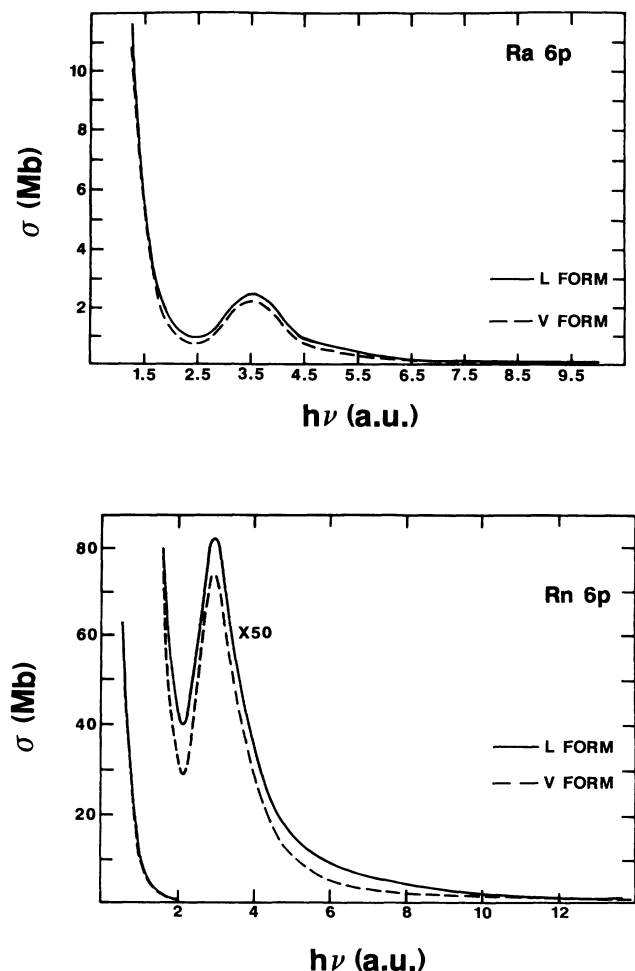 Ra 6p
10
8
6
4
2
σ (Mb)
L FORM
V FORM
1.5 2.5 3.5 4.5 5.5 6.5 7.5 8.5 9.5
hν (a.u.)
Rn 6p
80
60
40
20
σ (Mb)
X50
L FORM
V FORM
2 4 6 8 10 12
hν (a.u.)